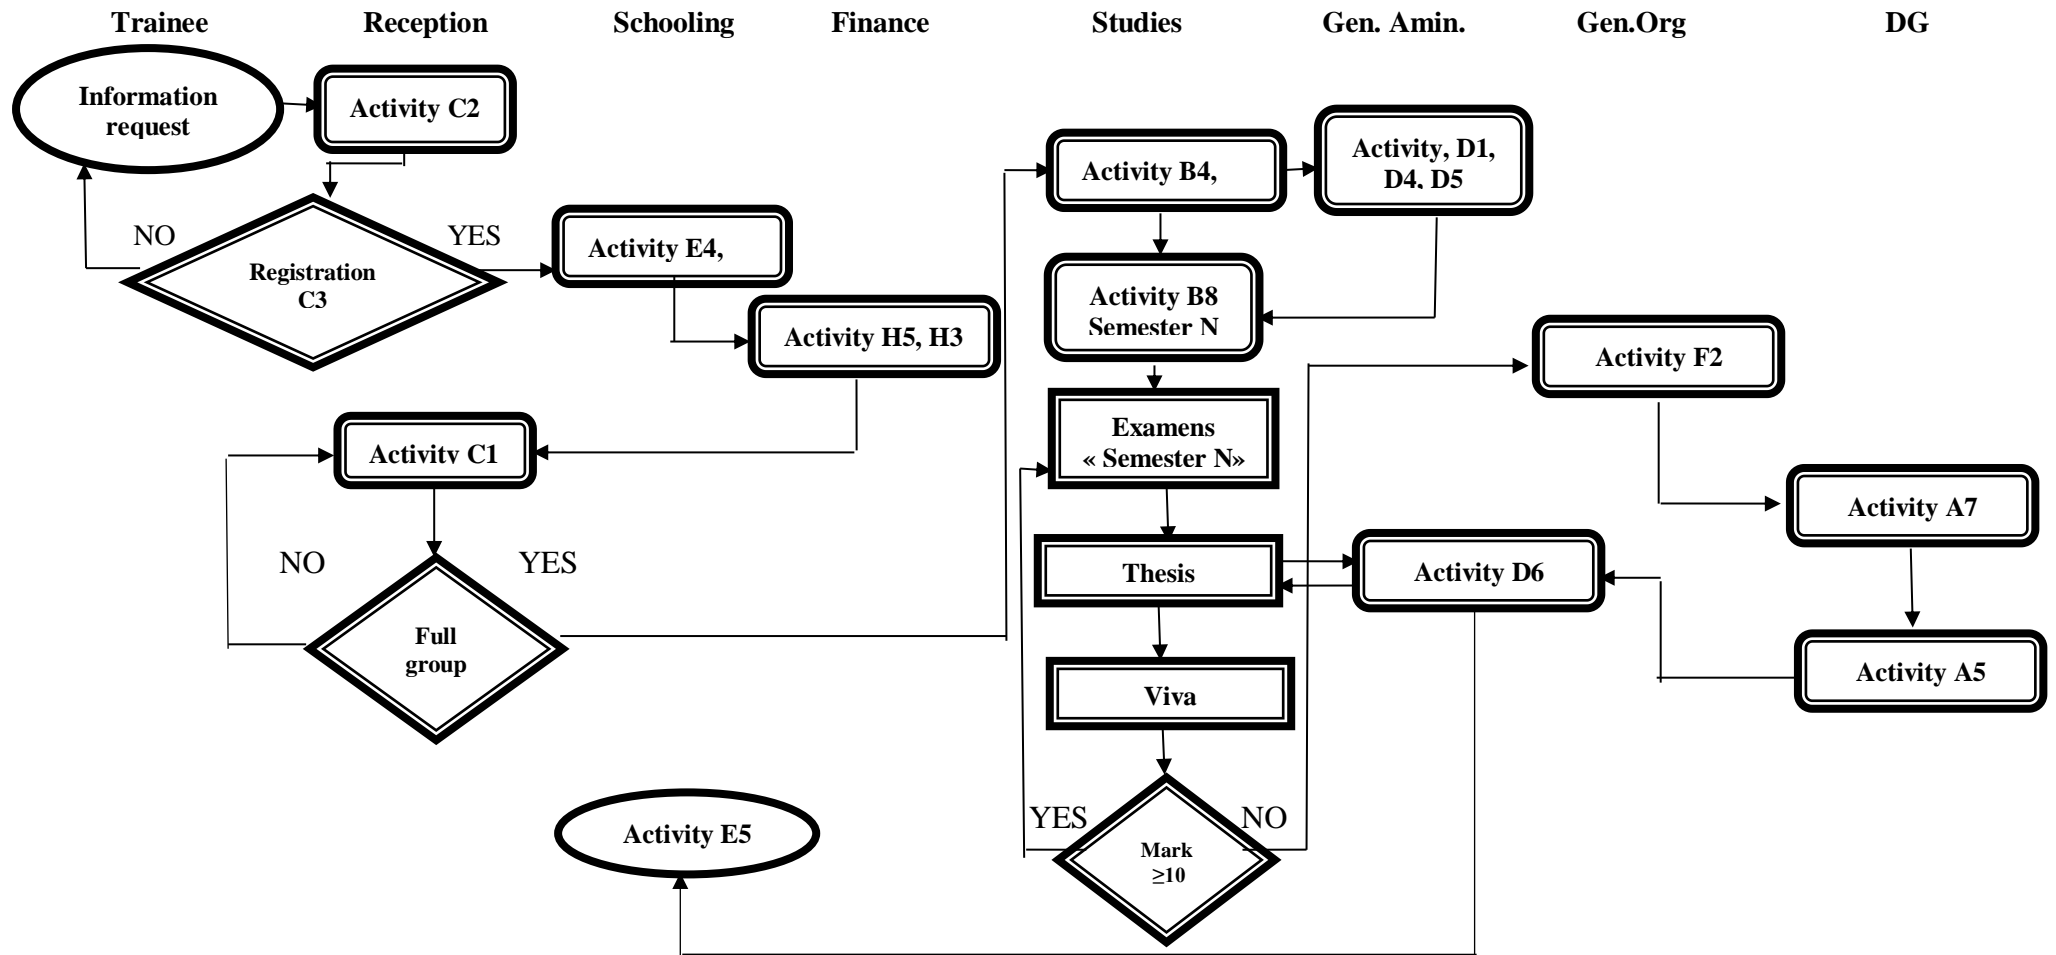 Trainee Reception Schooling Finance Studies Gen. Amin. Gen.Org DG
Information
request
Activity C2
NO
YES
Registration
C3
Activity E4,
Activity H5, H3
Activity C1
NO
YES
Full
group
Activity B4,
Activity, D1,
D4, D5
Activity B8
Semester N
Examens
« Semester N»
Thesis
Activity D6
Viva
YES
NO
Mark
≥10
Activity F2
Activity A7
Activity A5
Activity E5